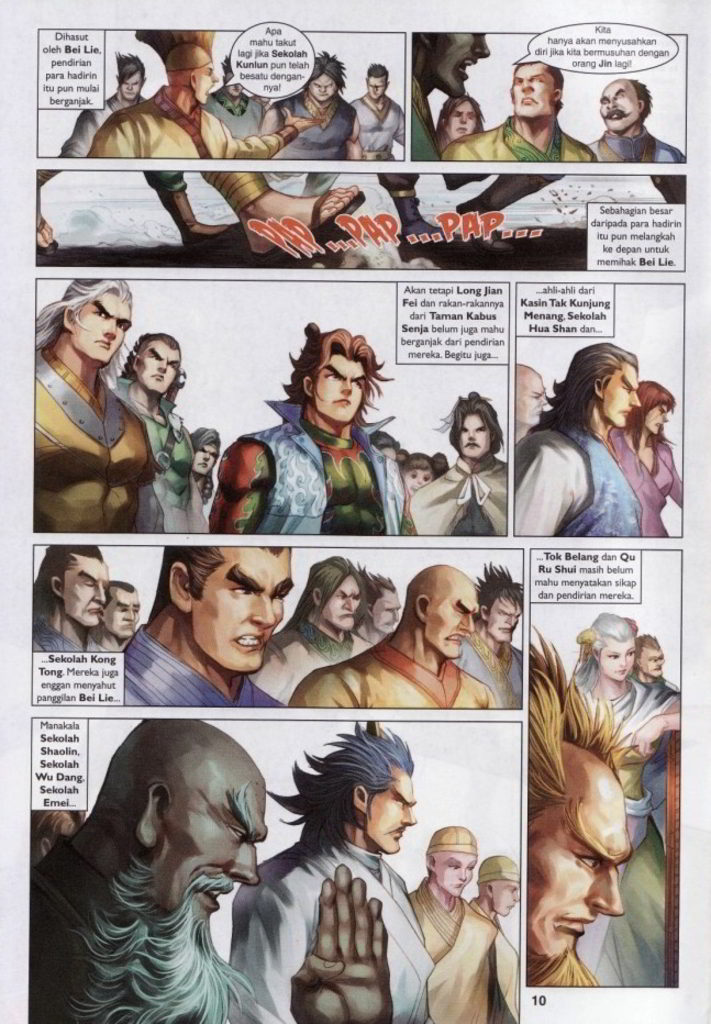 Dihasut
oleh Bei Lie,
pendirian
para hadirin
itu pun mulai
berganjak.
Apa
mahu takut
lagi jika Sekolah
Kunlun pun telah
besatu dengan-
nya!
Kita
hanya akan menyusahkan
diri jika kita bermusuhan dengan
orang Jin lagi!
PAP...PAP...PAP...
Sebahagian besar
daripada para hadirin
itu pun melangkah
ke depan untuk
memihak Bei Lie.
Akan tetapi Long Jian
Fei dan rakan-rakannya
dari Taman Kabus
Senja belum juga mahu
berganjak dari pendirian
mereka. Begitu juga...
...ahli-ahli dari
Kasin Tak Kunjung
Menang, Sekolah
Hua Shan dan...
...Sekolah Kong
Tong. Mereka juga
enggan menyahut
panggilan Bei Lie...
...Tok Belang dan Qu
Ru Shui masih belum
mahu menyatakan sikap
dan pendirian mereka.
Manakala
Sekolah
Shaolin,
Sekolah
Wu Dang,
Sekolah
Emei...
10